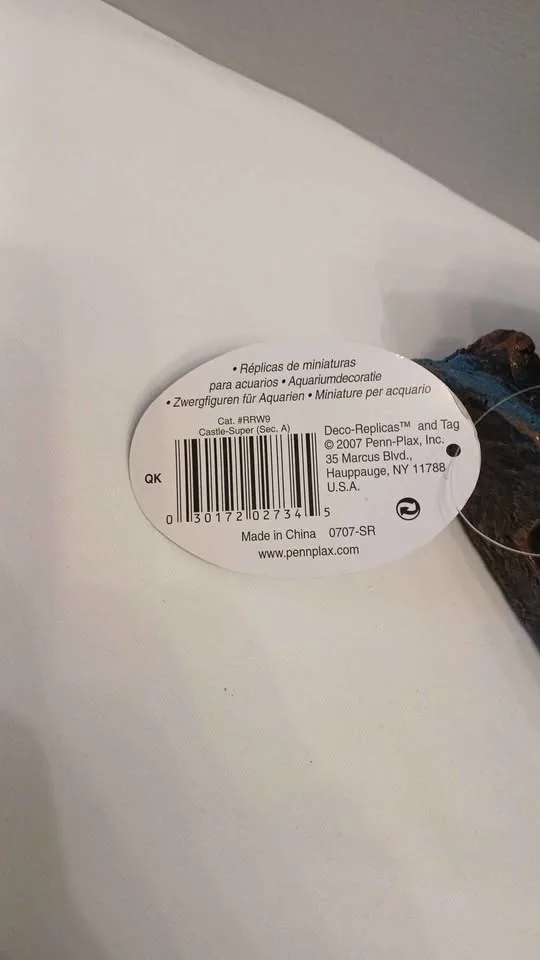 • Réplicas de miniaturas
para acuarios • Aquariumdecoratie
• Zwergfiguren für Aquarien • Miniature per acquario
Cat. #RRW9
Castle-Super (Sec. A)
QK
0 30172 02734 5
Deco-Replicas™ and Tag
© 2007 Penn-Plax, Inc.
35 Marcus Blvd.,
Hauppauge, NY 11788
U.S.A.
Made in China 0707-SR
www.pennplax.com